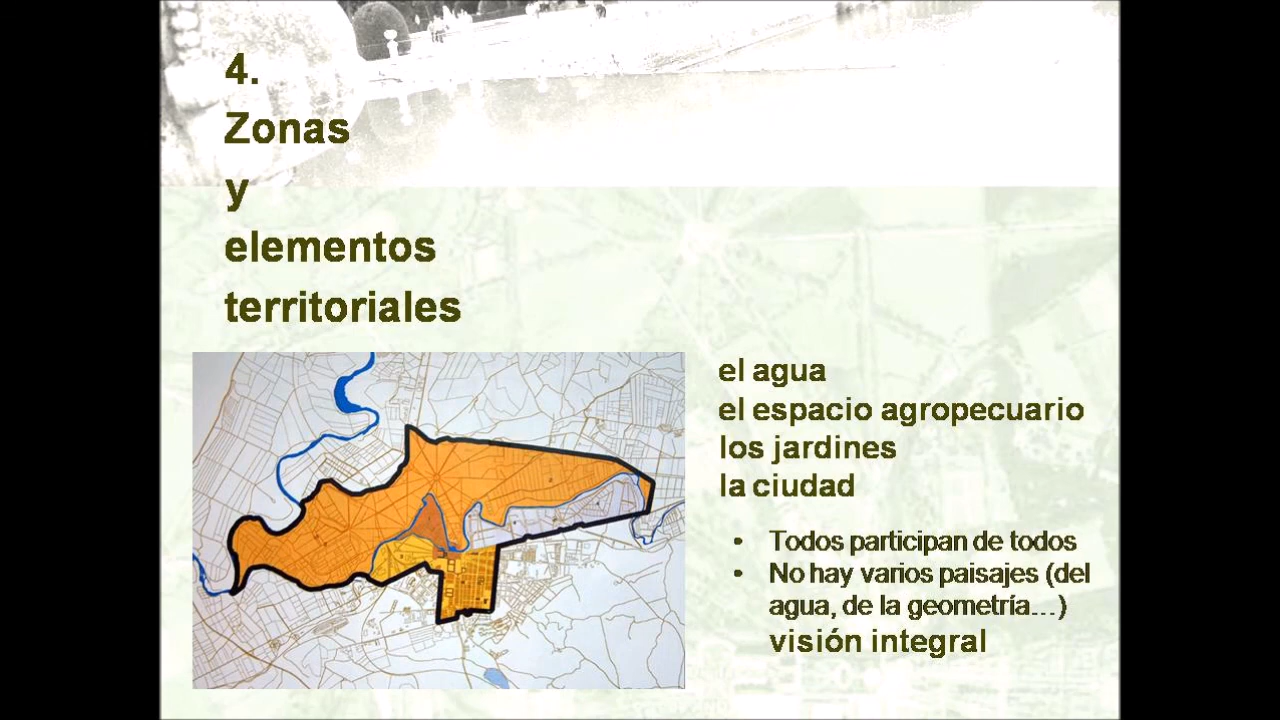 4.
Zonas
y
elementos
territoriales
el agua
el espacio agropecuario
los jardines
la ciudad
• Todos participan de todos
• No hay varios paisajes (del
agua, de la geometría...)
visión integral